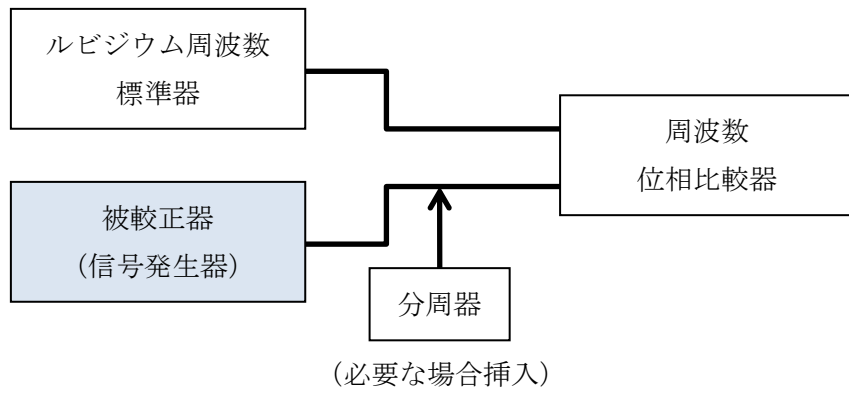 ルビジウム周波数
標準器
周波数
位相比較器
被較正器
（信号発生器）
分周器
（必要な場合挿入）